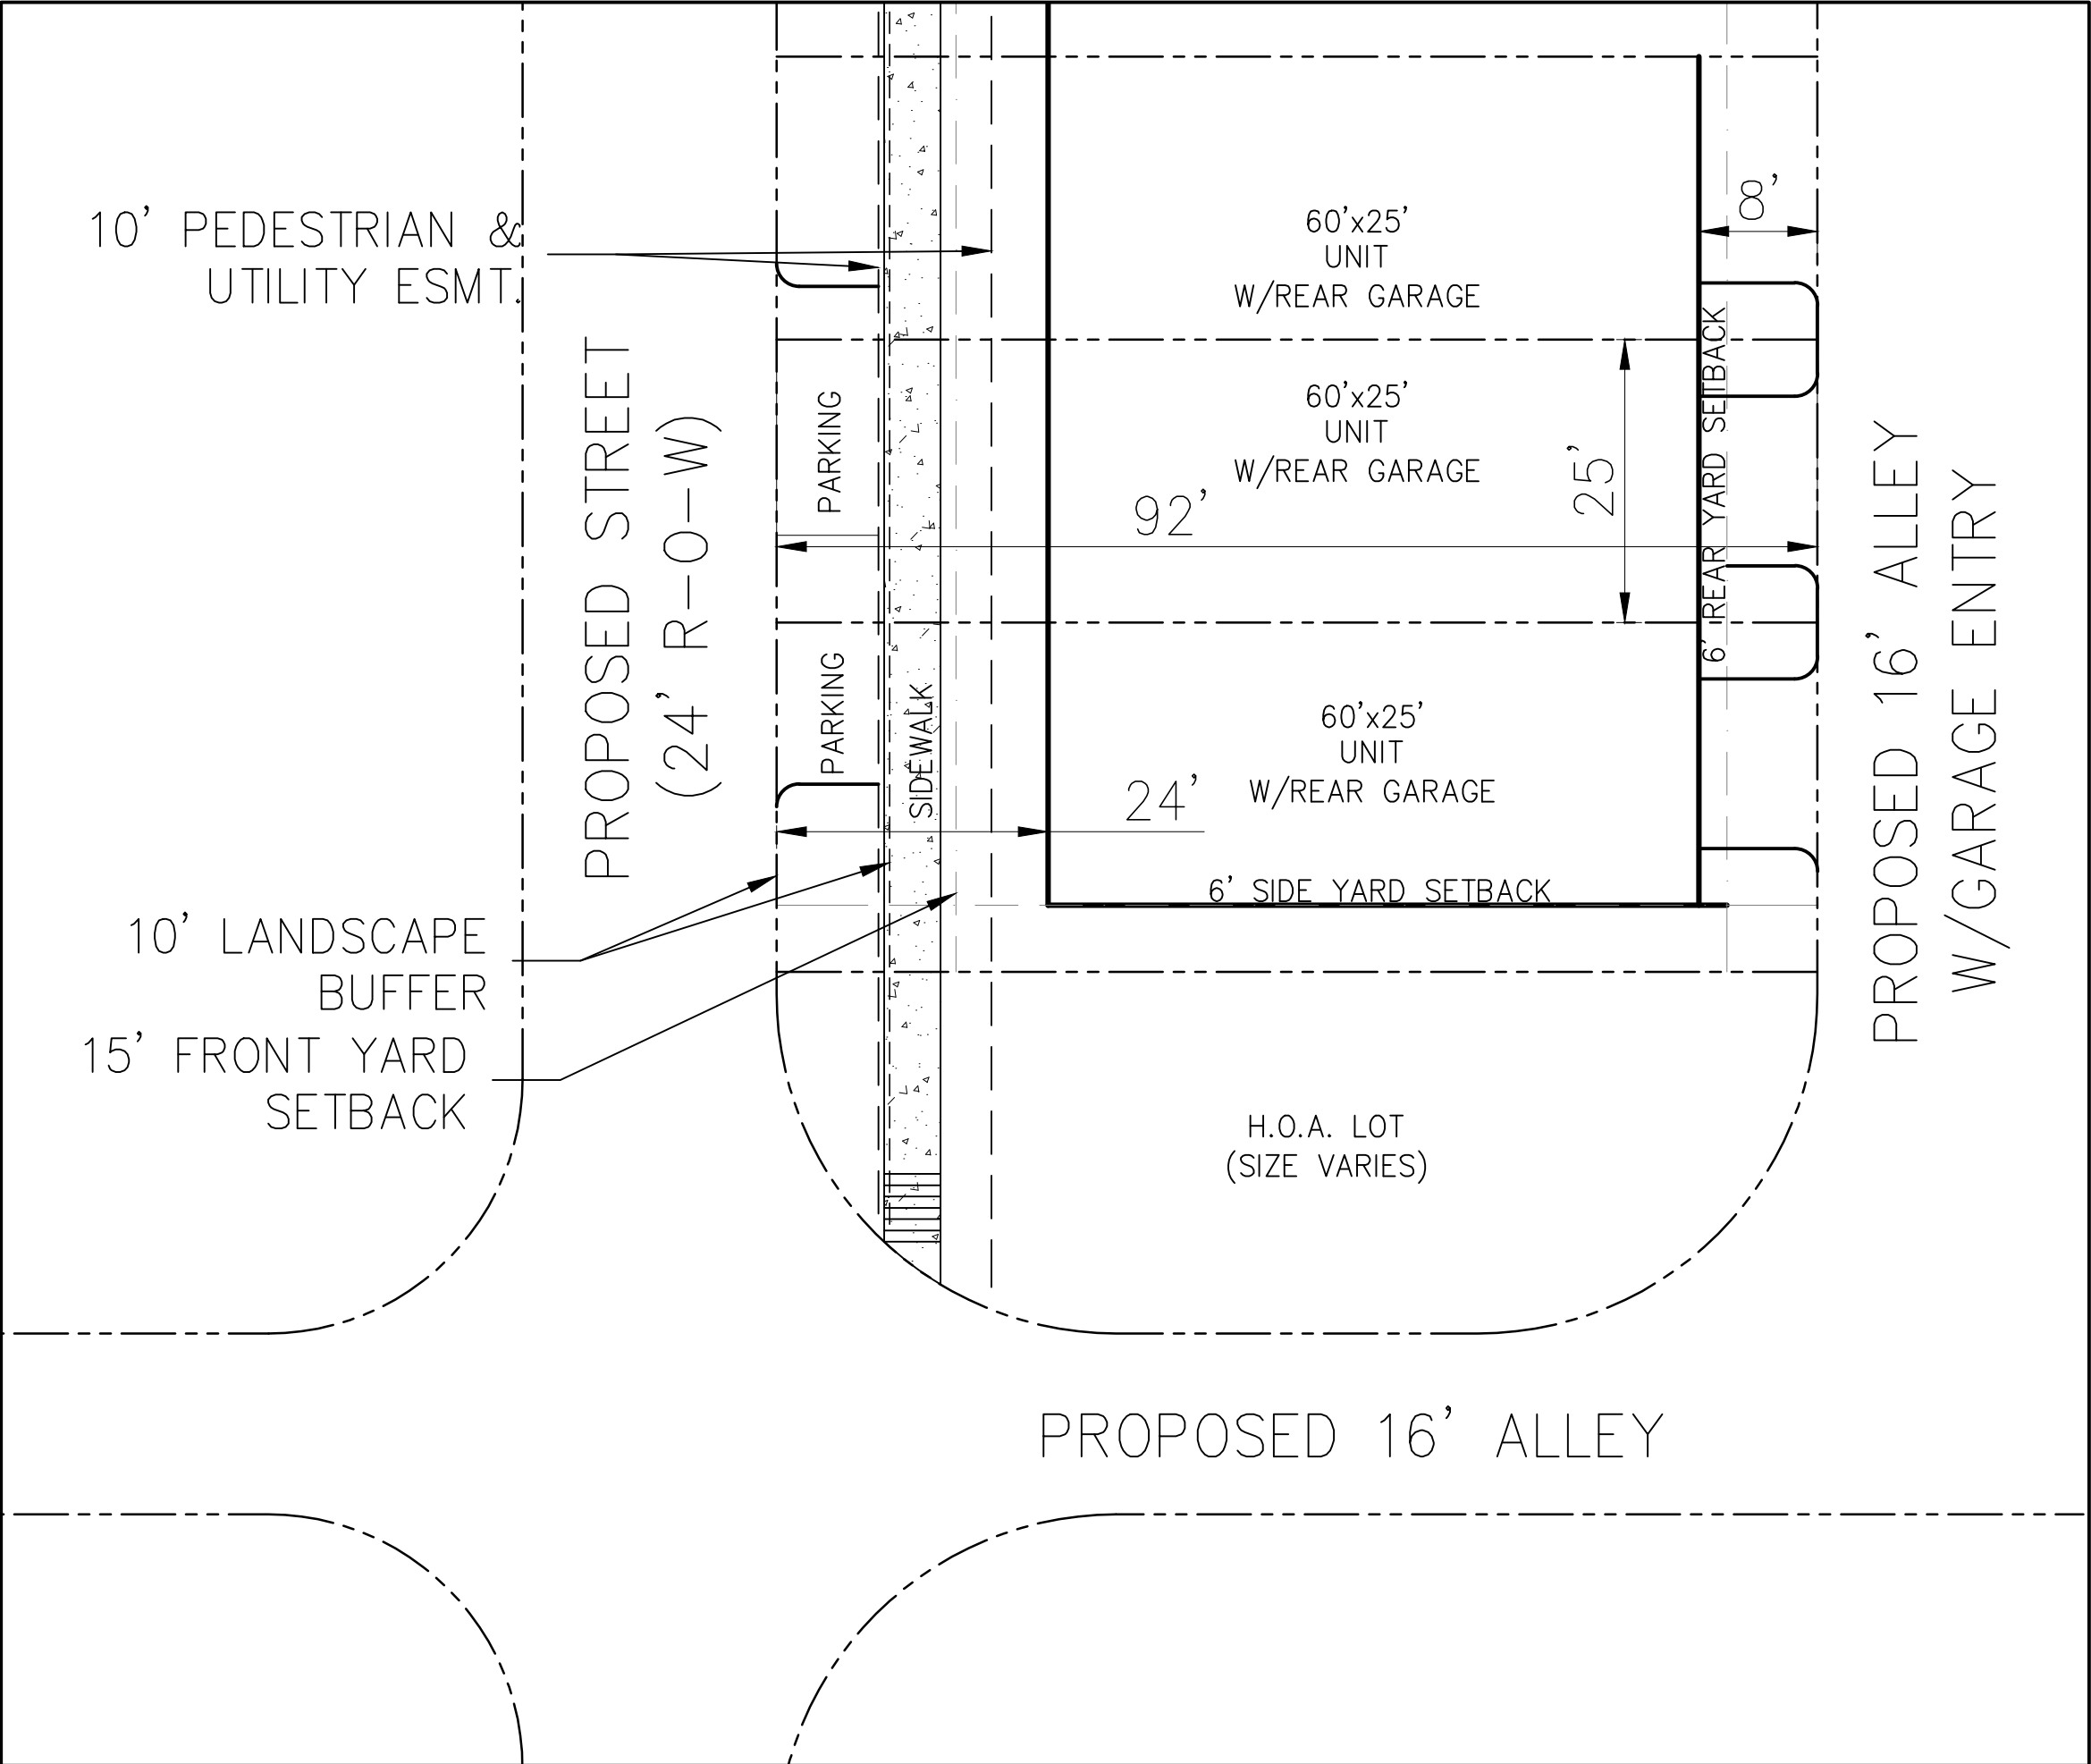 10' PEDESTRIAN &
UTILITY ESMT.
PROPOSED STREET
(24' R-O-W)
PARKING
PARKING
SIDEWALK
60'x25'
UNIT
W/REAR GARAGE
60'x25'
UNIT
W/REAR GARAGE
92'
25'
8'
6' REAR YARD SETBACK
60'x25'
UNIT
W/REAR GARAGE
24'
6' SIDE YARD SETBACK
PROPOSED 16' ALLEY
W/GARAGE ENTRY
10' LANDSCAPE
BUFFER
15' FRONT YARD
SETBACK
H.O.A. LOT
(SIZE VARIES)
PROPOSED 16' ALLEY